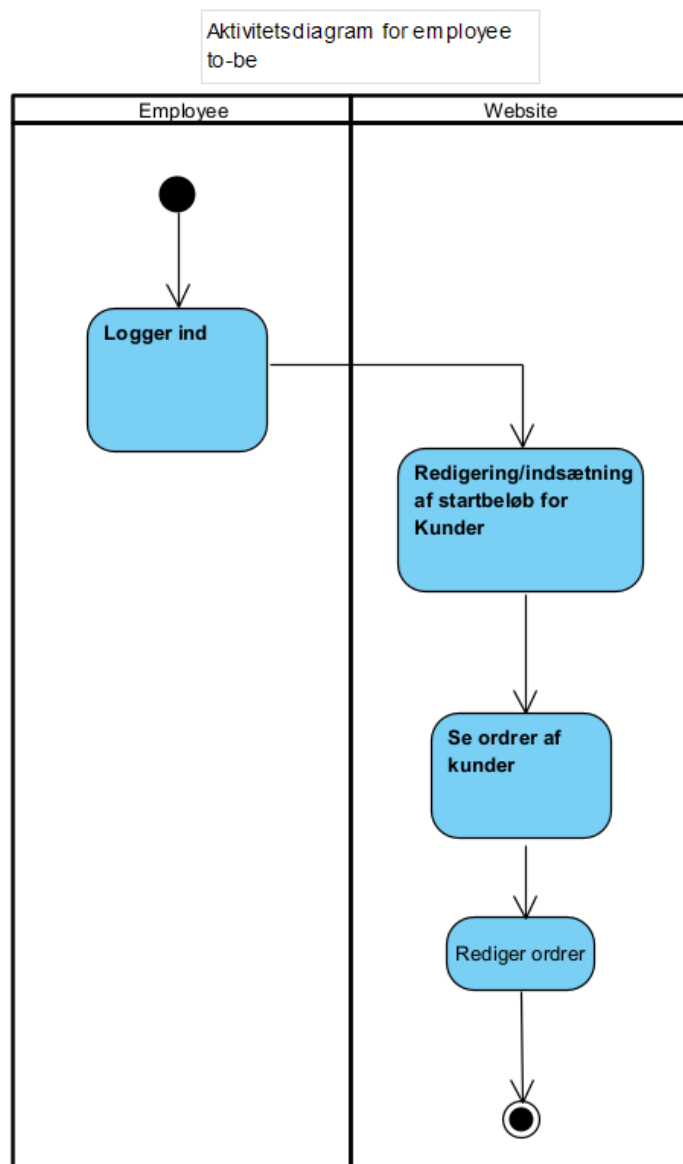 Aktivitetsdiagram for employee
to-be
Employee
Website
Logger ind
Redigering/indsætning
af startbeløb for
Kunder
Se ordrer af
kunder
Rediger ordrer